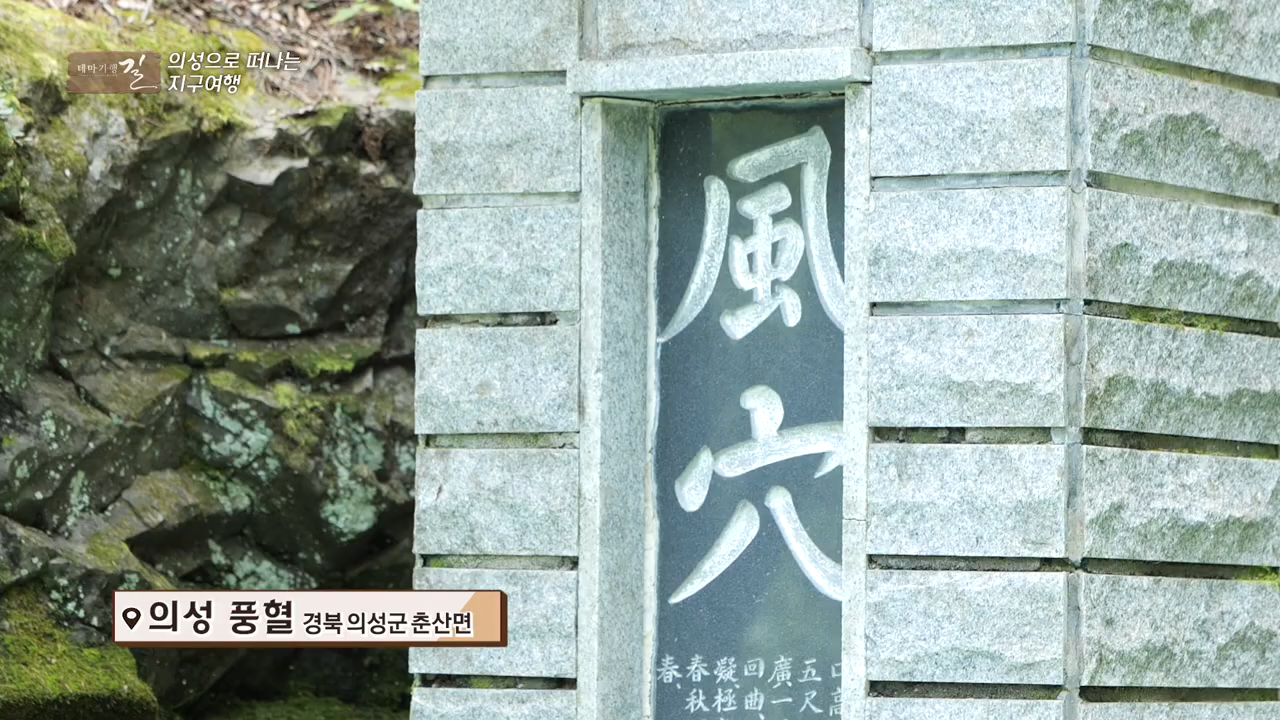 테마기행 길
의성으로 떠나는
지구여행
風穴
五尺
廣一
回曲
凝極
春秋
春
의성 풍혈 경북 의성군 춘산면